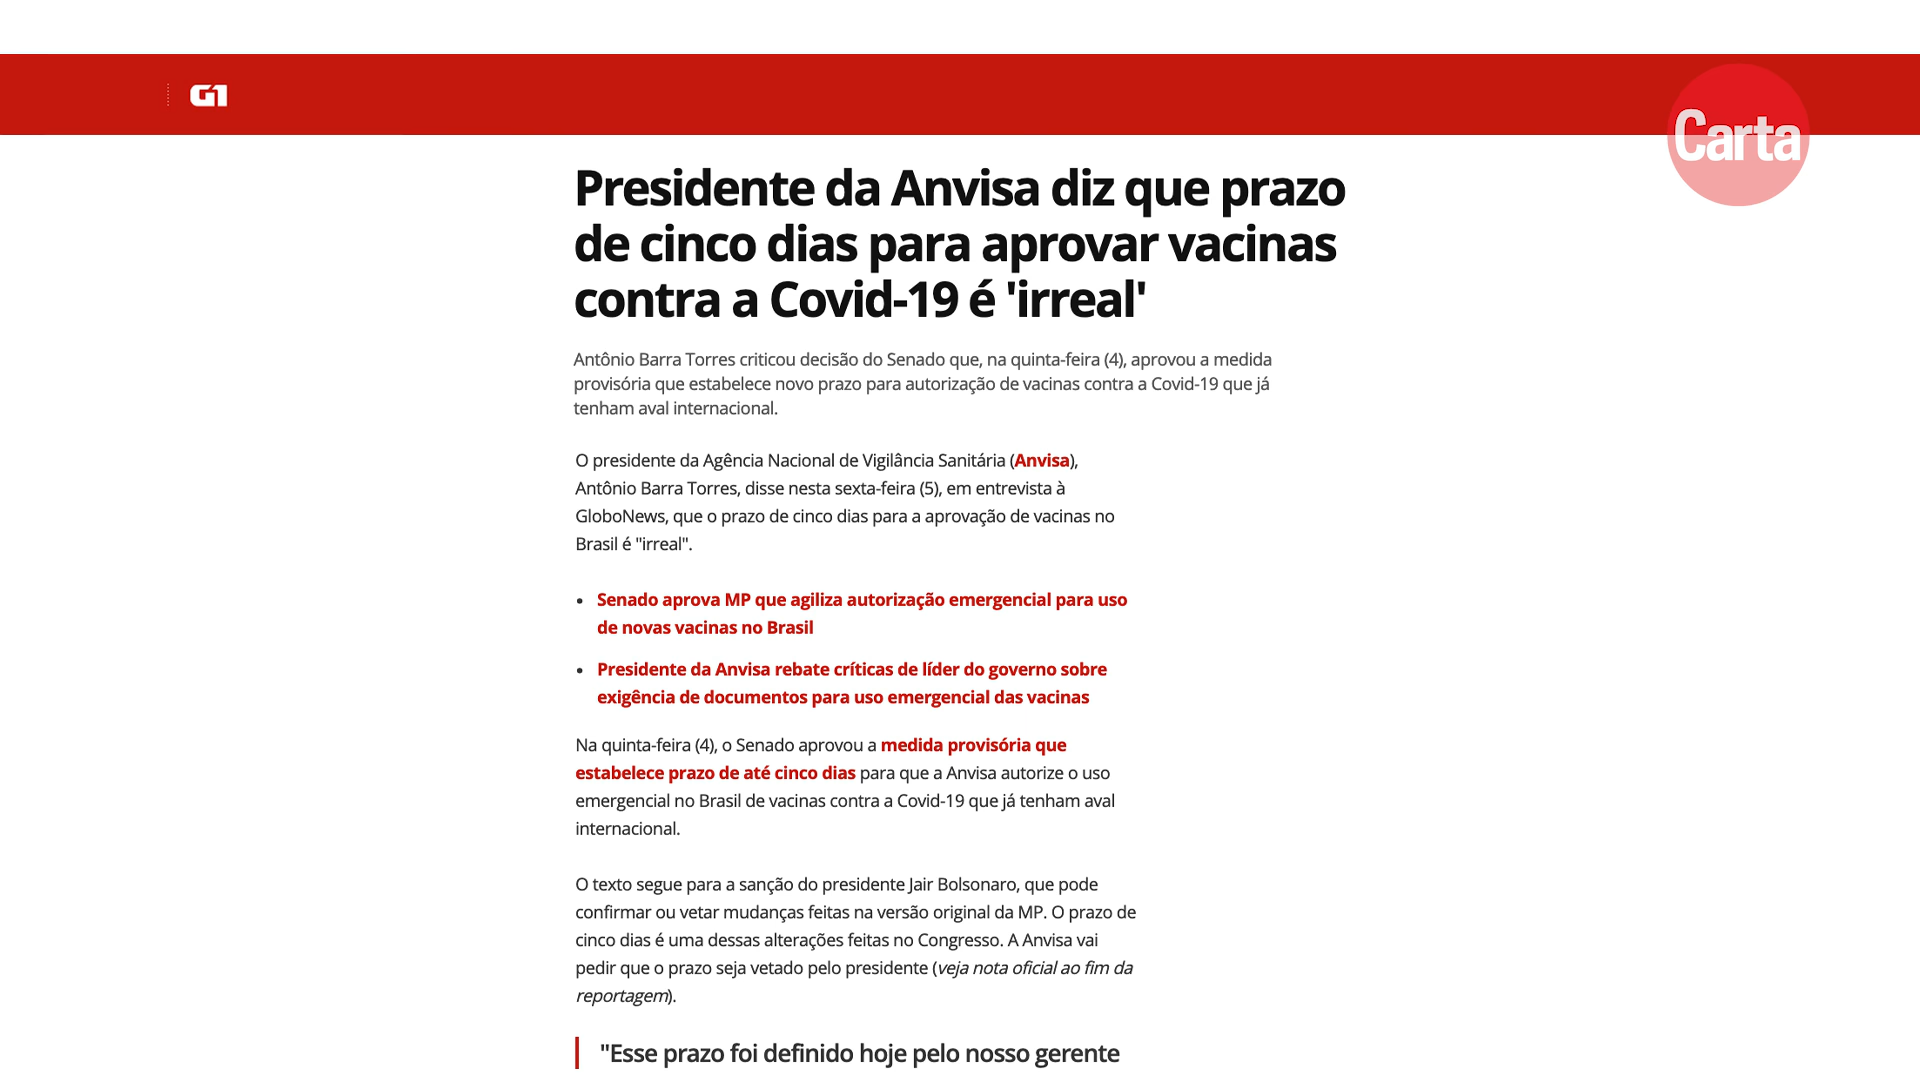 G1
Carta
Presidente da Anvisa diz que prazo
de cinco dias para aprovar vacinas
contra a Covid-19 é 'irreal'
Antônio Barra Torres criticou decisão do Senado que, na quinta-feira (4), aprovou a medida
provisória que estabelece novo prazo para autorização de vacinas contra a Covid-19 que já
tenham aval internacional.
O presidente da Agência Nacional de Vigilância Sanitária (Anvisa),
Antônio Barra Torres, disse nesta sexta-feira (5), em entrevista à
GloboNews, que o prazo de cinco dias para a aprovação de vacinas no
Brasil é "irreal".
• Senado aprova MP que agiliza autorização emergencial para uso
de novas vacinas no Brasil
• Presidente da Anvisa rebate críticas de líder do governo sobre
exigência de documentos para uso emergencial das vacinas
Na quinta-feira (4), o Senado aprovou a medida provisória que
estabelece prazo de até cinco dias para que a Anvisa autorize o uso
emergencial no Brasil de vacinas contra a Covid-19 que já tenham aval
internacional.
O texto segue para a sanção do presidente Jair Bolsonaro, que pode
confirmar ou vetar mudanças feitas na versão original da MP. O prazo de
cinco dias é uma dessas alterações feitas no Congresso. A Anvisa vai
pedir que o prazo seja vetado pelo presidente (veja nota oficial ao fim da
reportagem).
"Esse prazo foi definido hoje pelo nosso gerente